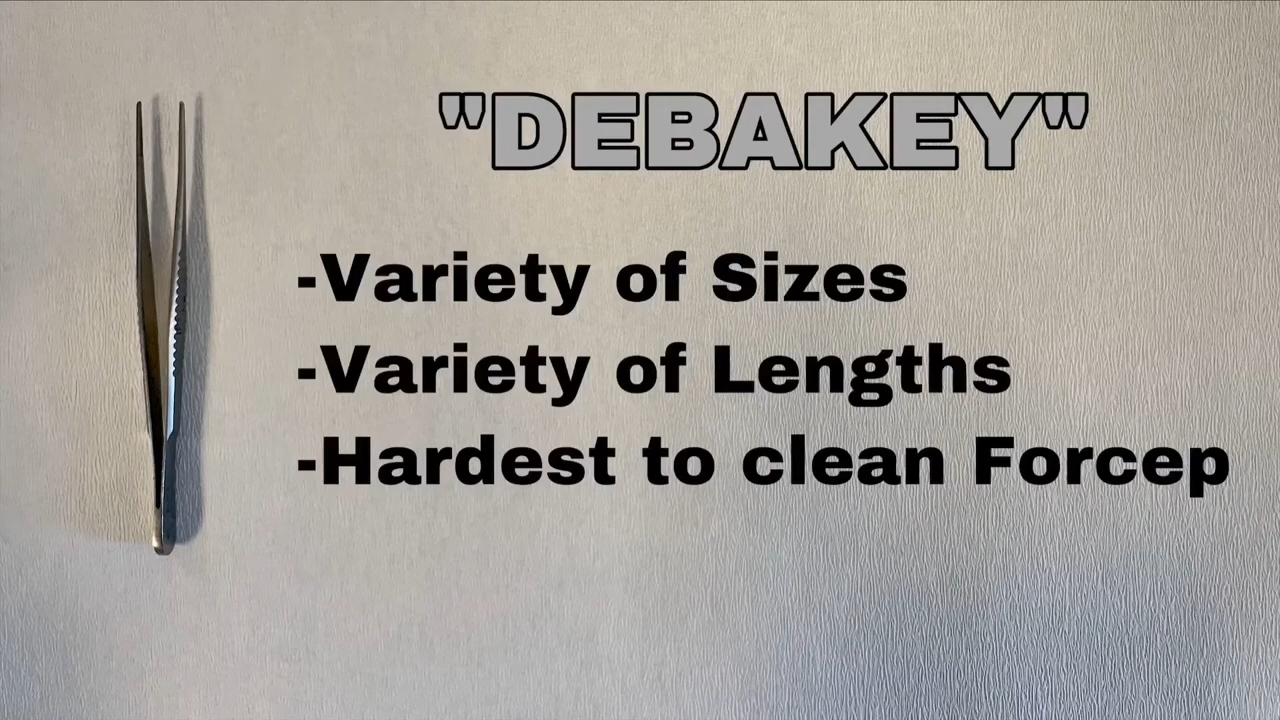 "DEBAKEY"
-Variety of Sizes
-Variety of Lengths
-Hardest to clean Forcep